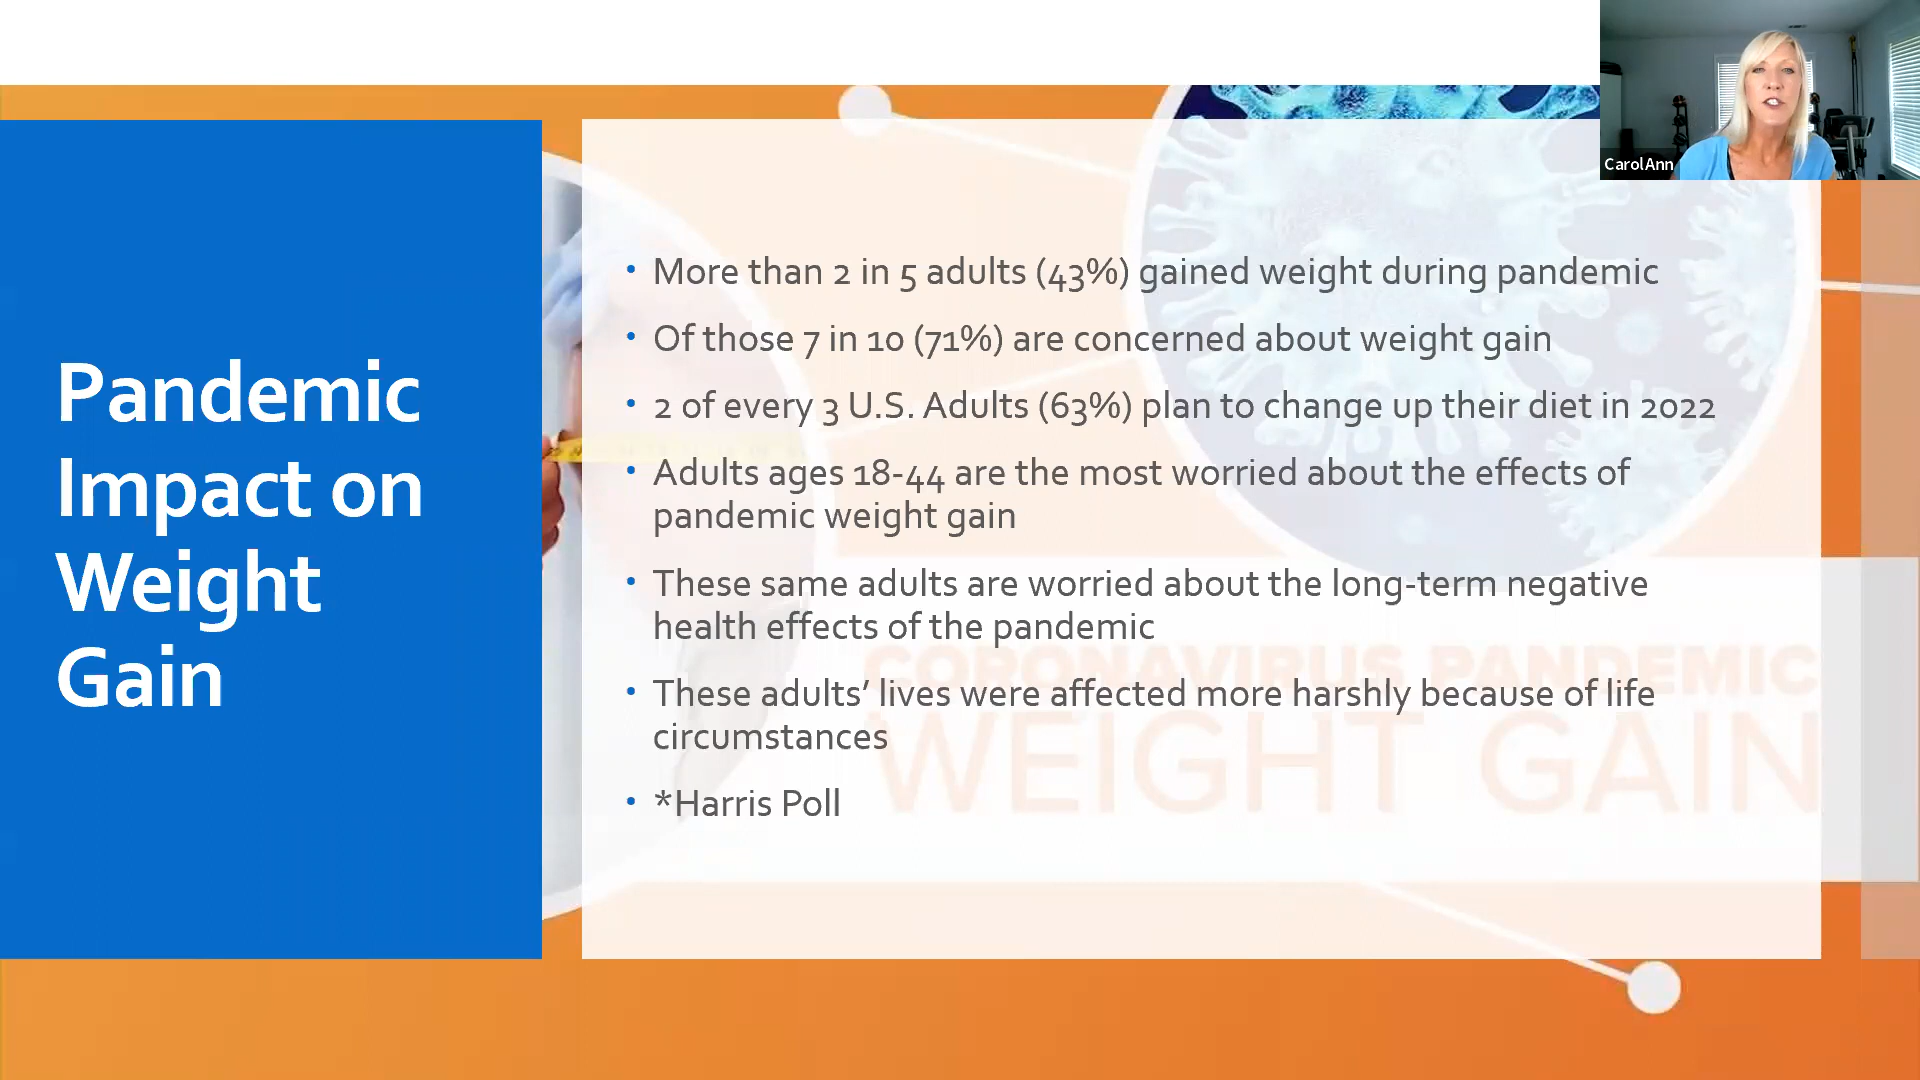 CarolAnn
Pandemic
Impact on
Weight
Gain
• More than 2 in 5 adults (43%) gained weight during pandemic
• Of those 7 in 10 (71%) are concerned about weight gain
• 2 of every 3 U.S. Adults (63%) plan to change up their diet in 2022
• Adults ages 18-44 are the most worried about the effects of
pandemic weight gain
• These same adults are worried about the long-term negative
health effects of the pandemic
• These adults’ lives were affected more harshly because of life
circumstances
• *Harris Poll
CORONAVIRUS PANDEMIC
WEIGHT GAIN